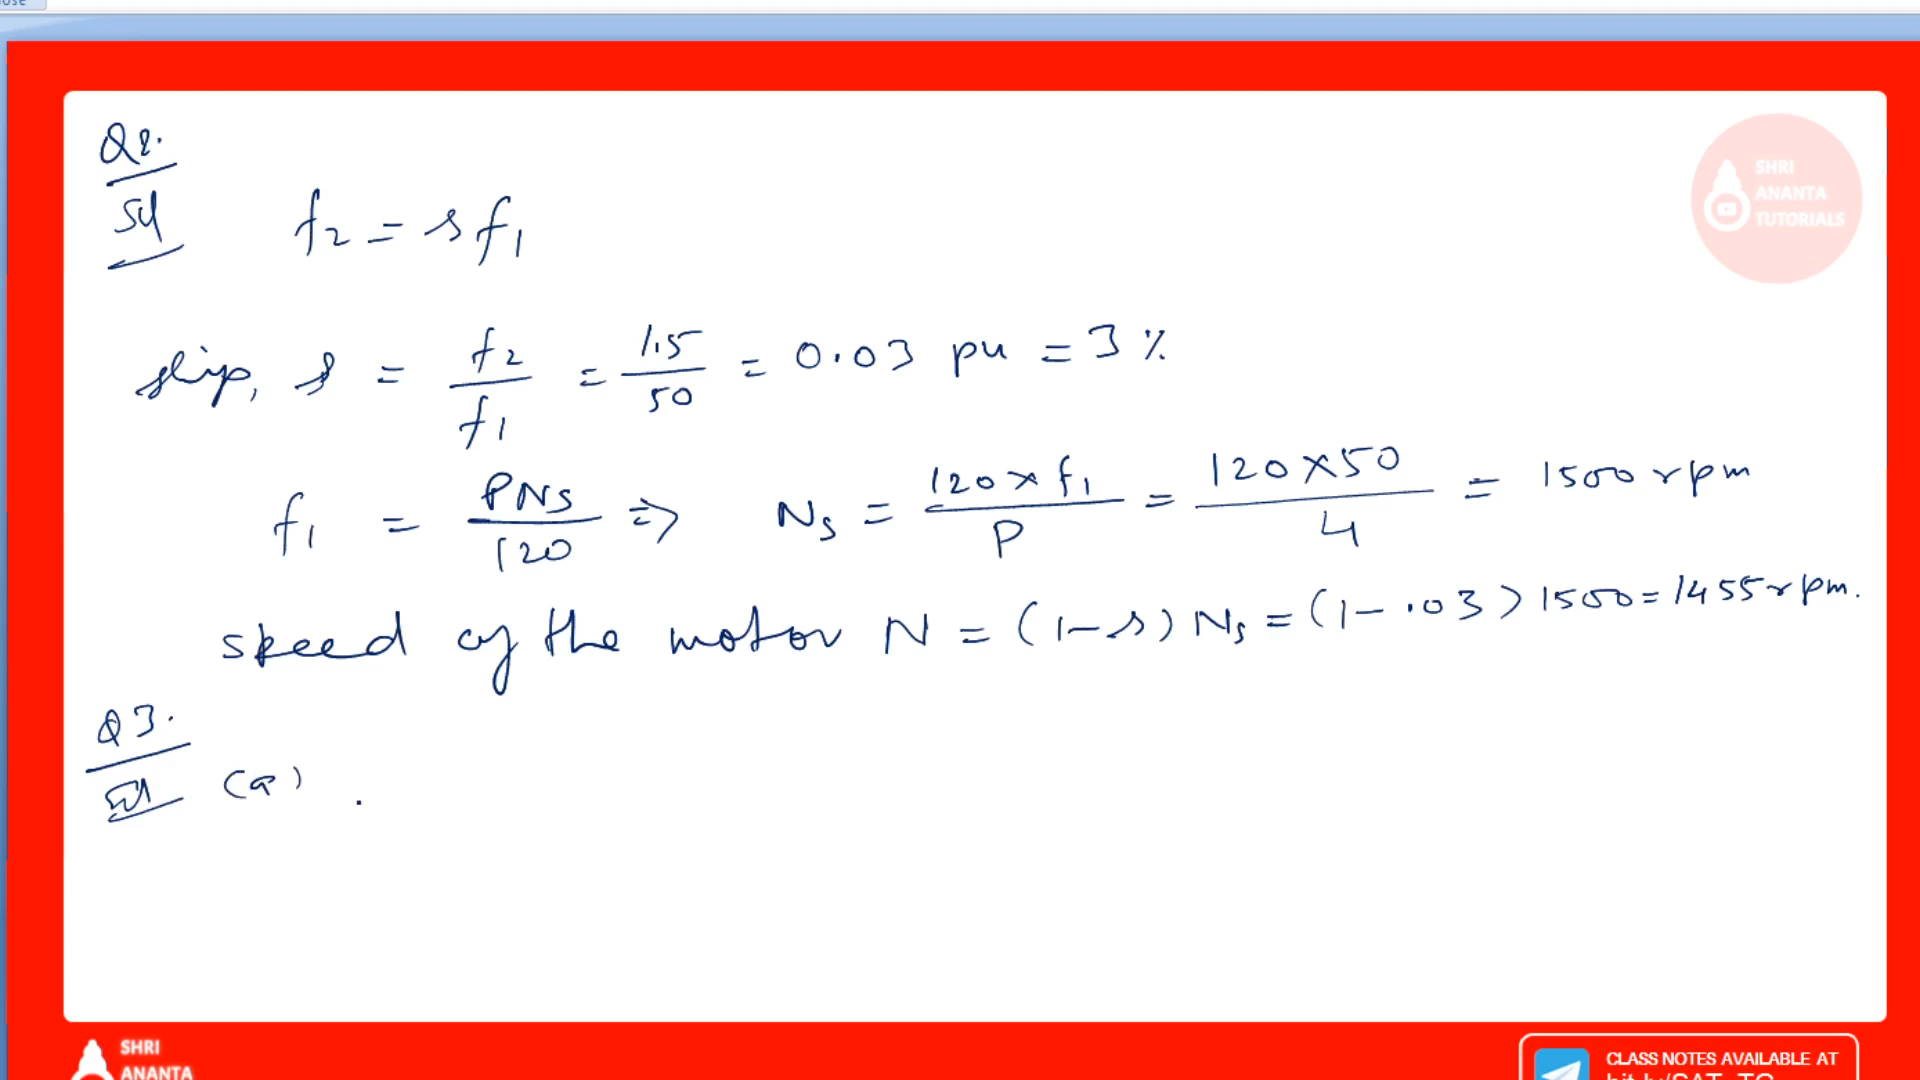 Q2.
Sol
f₂ = s f₁
slip, s = f₂/f₁ = 1.5/50 = 0.03 pu = 3 %
f₁ = PNs/120 ⇒ Ns = 120 × f₁/P = 120 × 50/4 = 1500 rpm
speed of the motor N = (1 - s) Ns = (1 - .03) 1500 = 1455 rpm.
Q3.
Sol (a)
SHRI
ANANTA
TUTORIALS
SHRI
ANANTA
CLASS NOTES AVAILABLE AT